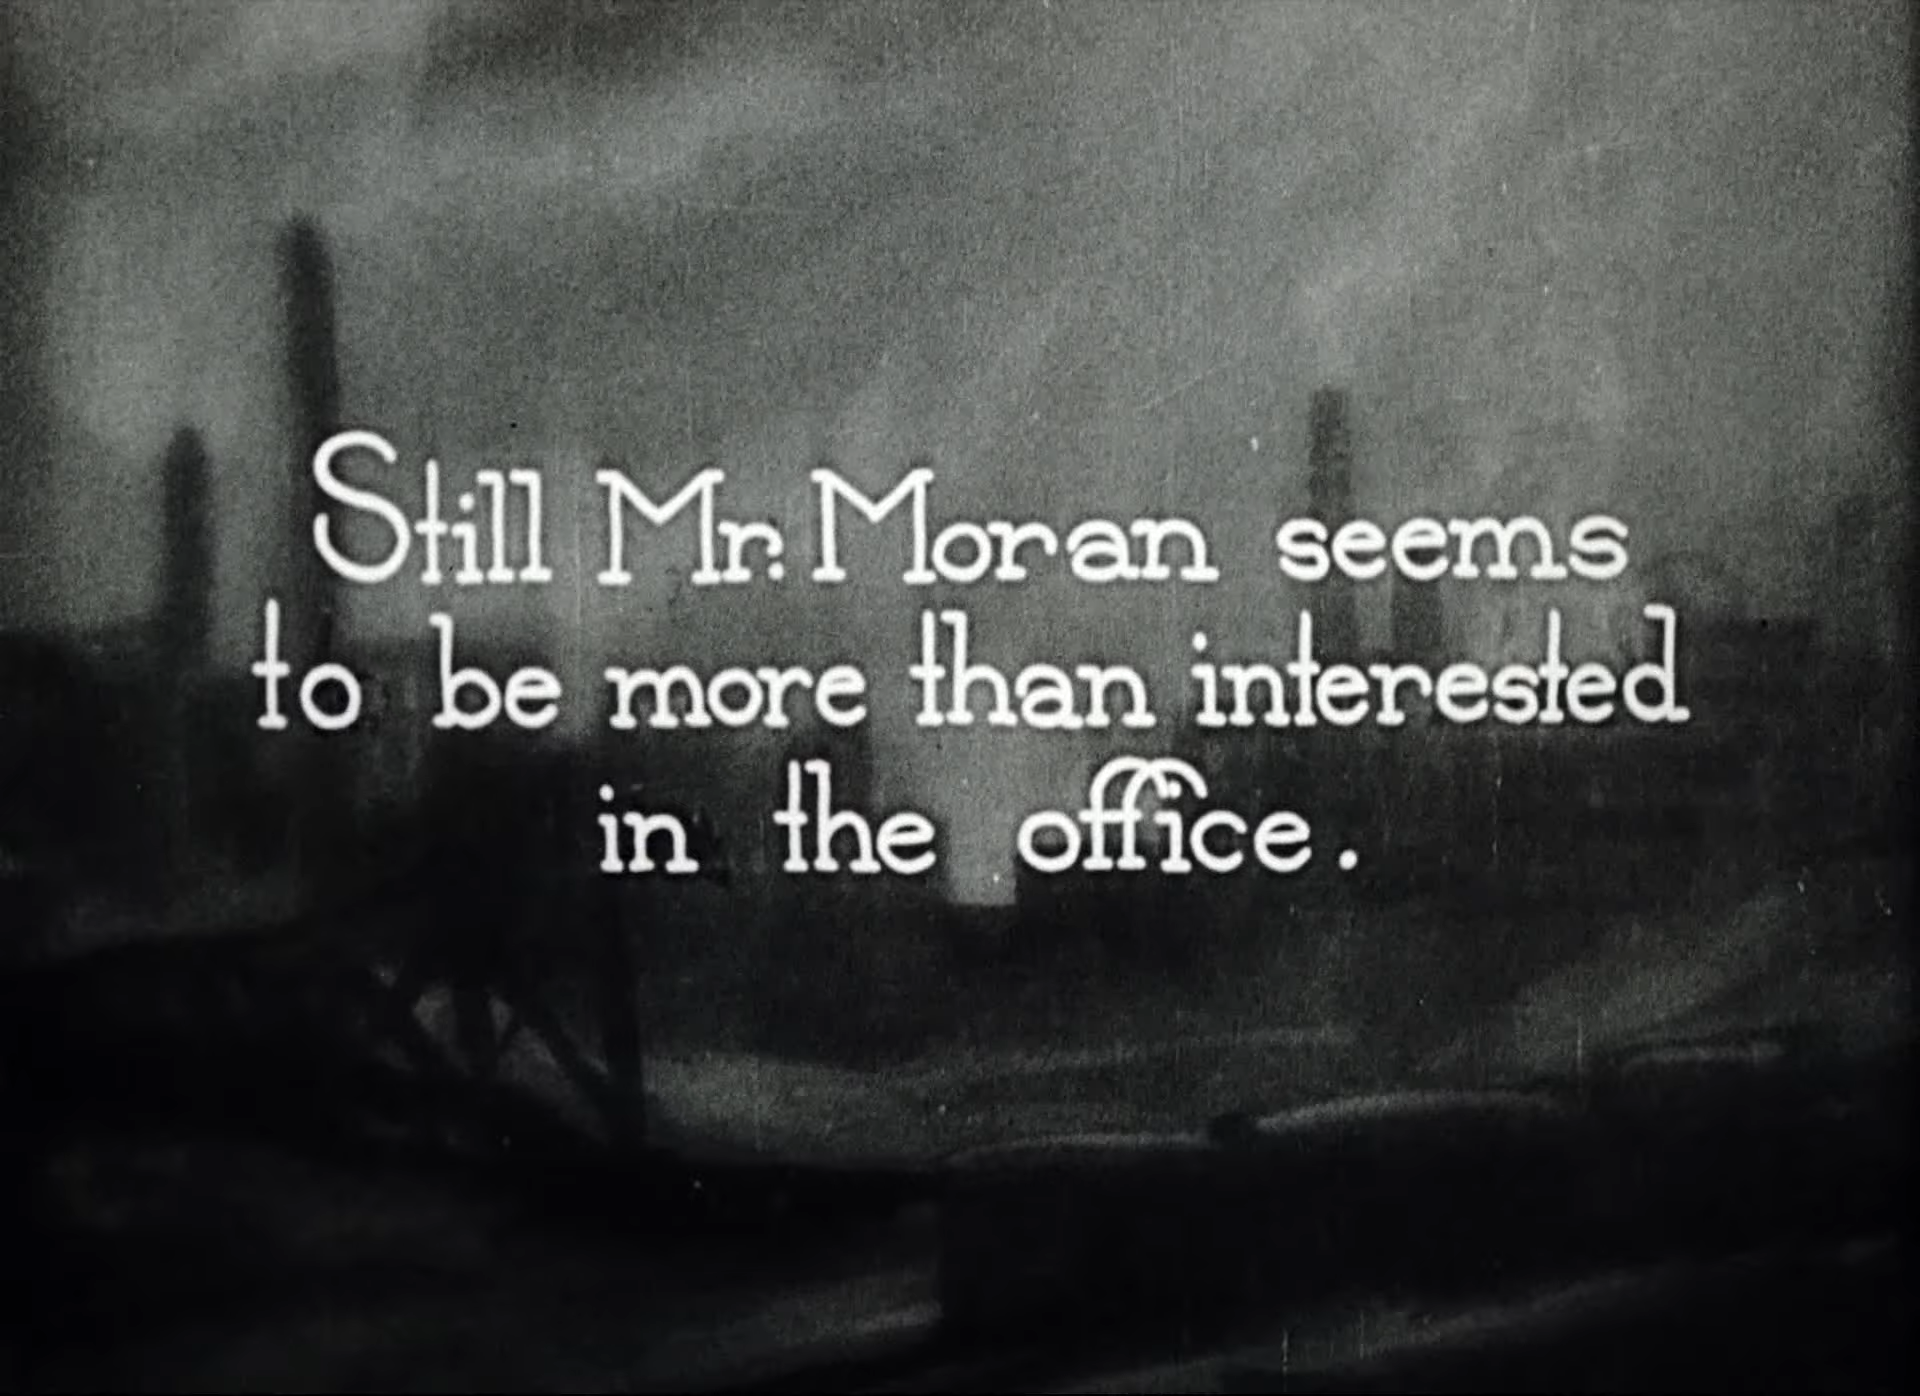 Still Mr. Moran seems
to be more than interested
in the office.